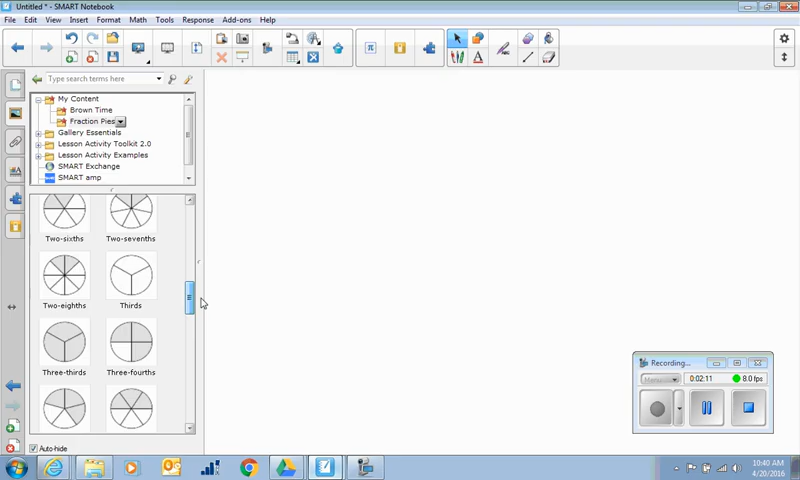 Untitled * - SMART Notebook
File Edit View Insert Format Math Tools Response Add-ons Help
Type search terms here
My Content
Brown Time
Fraction Pies
Gallery Essentials
Lesson Activity Toolkit 2.0
Lesson Activity Examples
SMART Exchange
SMART amp
Two-sixths Two-sevenths
Two-eighths Thirds
Three-thirds Three-fourths
Auto-hide
Recording...
0:02:11 8.0 fps
10:40 AM
4/20/2016